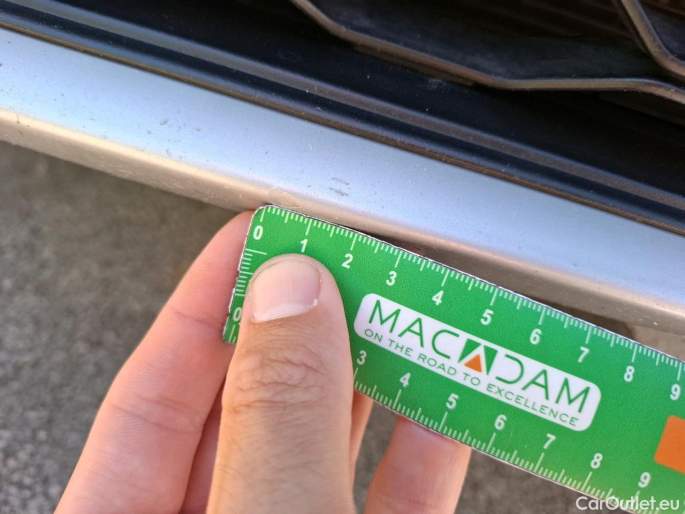 0 1 2 3 4 5 6 7 8 9
MACADAM
ON THE ROAD TO EXCELLENCE
0 3 4 5 6 7 8 9
CarOutlet.eu